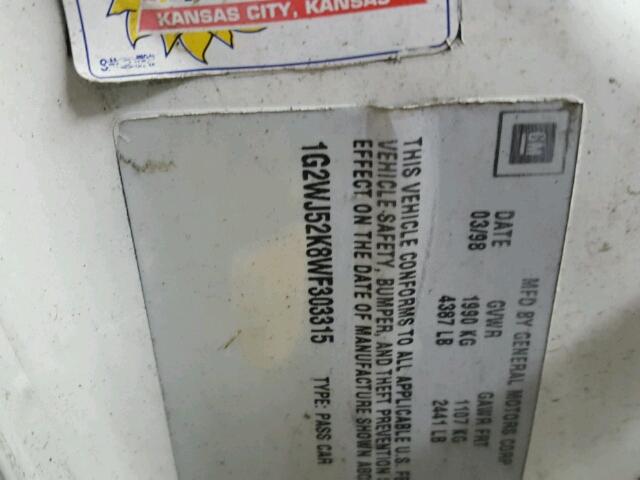 KANSAS CITY, KANSAS
GM
MFD BY GENERAL MOTORS CORP
DATE GVWR GAWR FRT
03/98 1990 KG 1107 KG
4387 LB 2441 LB
THIS VEHICLE CONFORMS TO ALL APPLICABLE U.S. FE
VEHICLE SAFETY, BUMPER, AND THEFT PREVENTION
EFFECT ON THE DATE OF MANUFACTURE SHOWN ABO
1G2WJ52K8WF303315 TYPE: PASS CAR